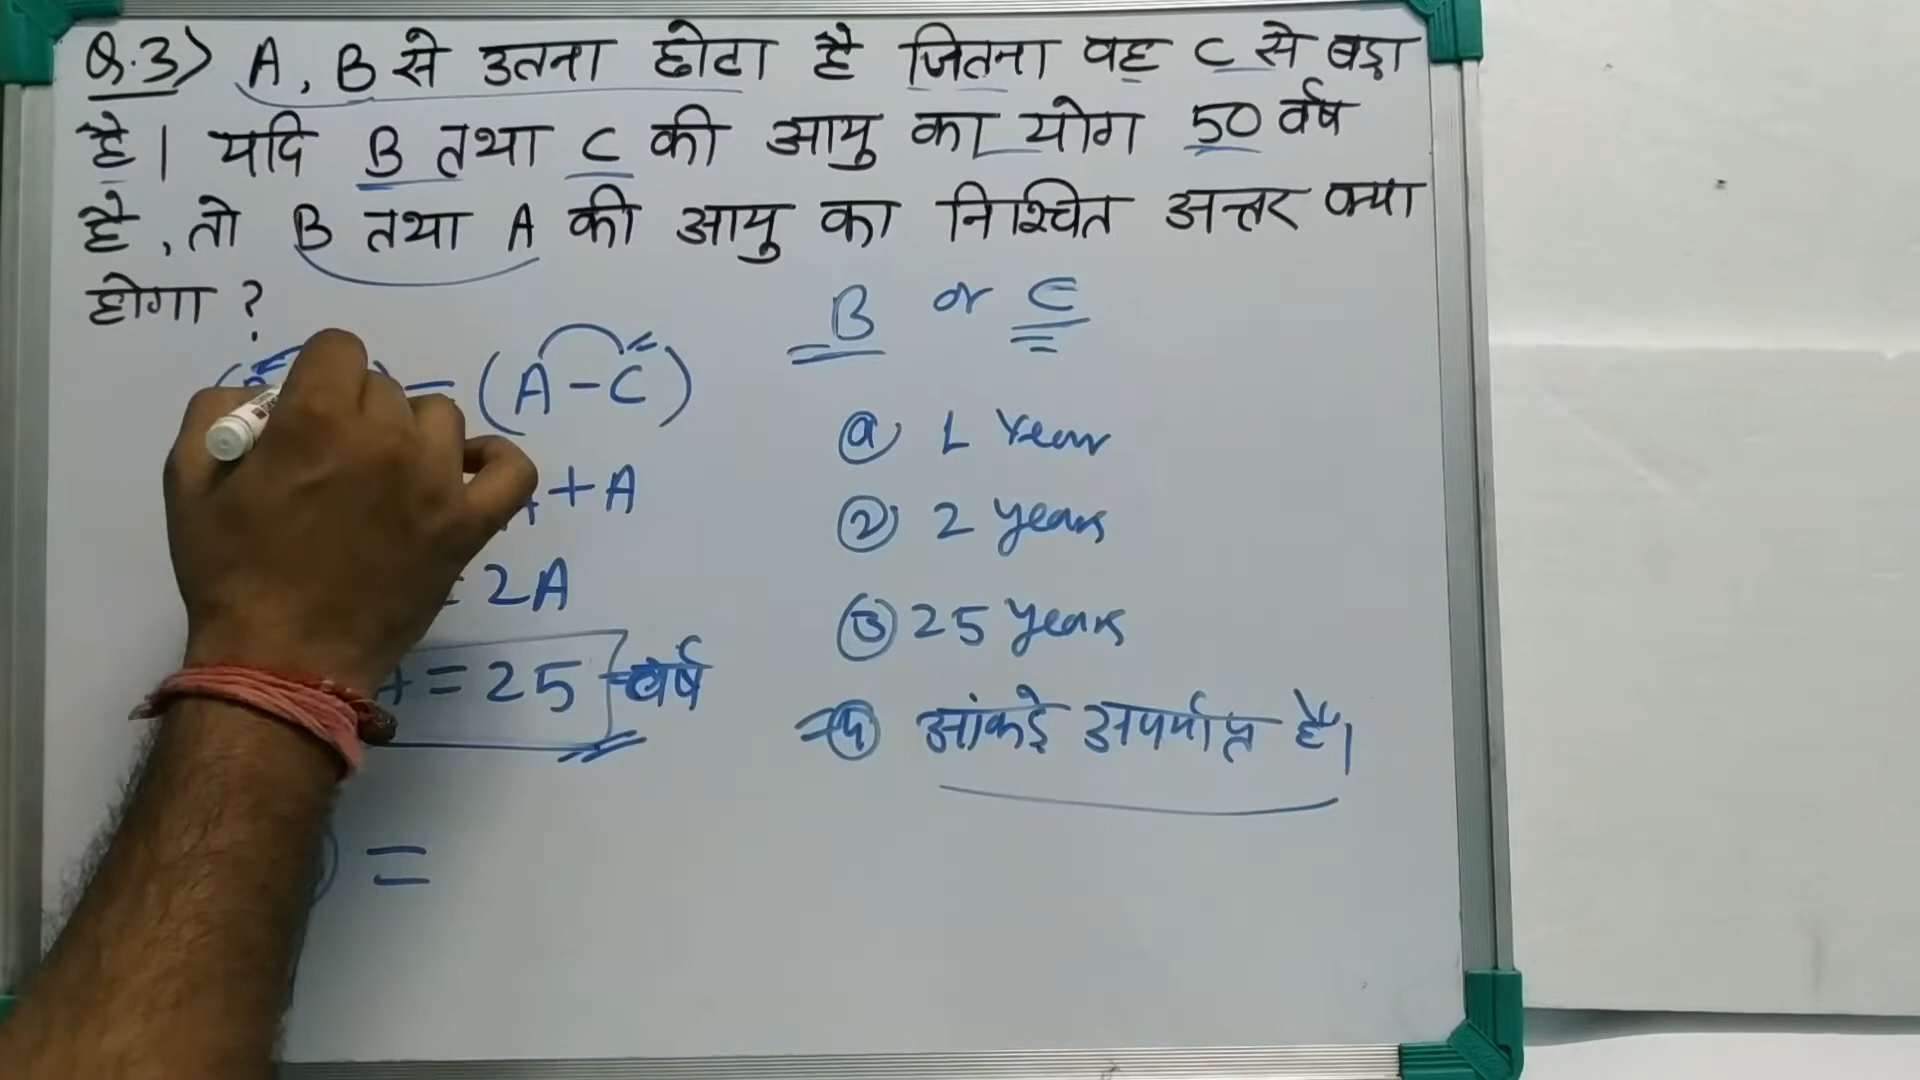 Q.3) A, B से उतना छोटा है जितना वह C से बड़ा
है। यदि B तथा C की आयु का योग 50 वर्ष
है, तो B तथा A की आयु का निश्चित अन्तर क्या
होगा ?
B or C
= (A-C)
+A
= 2A
= 25 वर्ष
=
(a) 1 Year
(2) 2 years
(3) 25 years
(4) आंकड़े अपर्याप्त है।